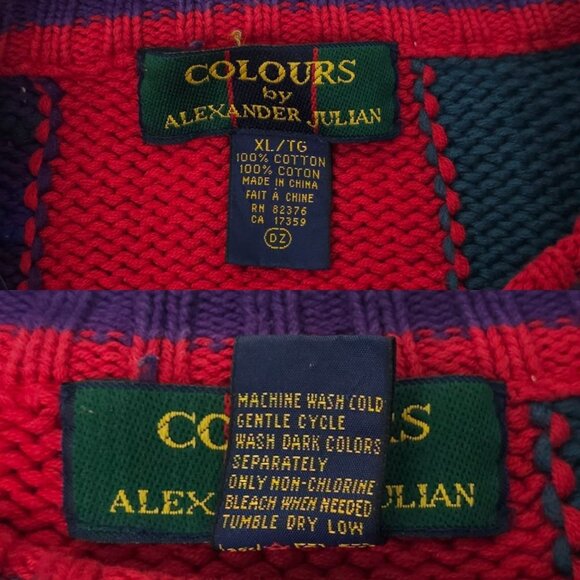 COLOURS
by
ALEXANDER JULIAN
XL/TG
100% COTTON
100% COTON
MADE IN CHINA
FAIT À CHINE
RN 82376
CA 17359
DZ
CO RS
ALEX JULIAN
MACHINE WASH COLD
GENTLE CYCLE
WASH DARK COLORS
SEPARATELY
ONLY NON-CHLORINE
BLEACH WHEN NEEDED
TUMBLE DRY LOW